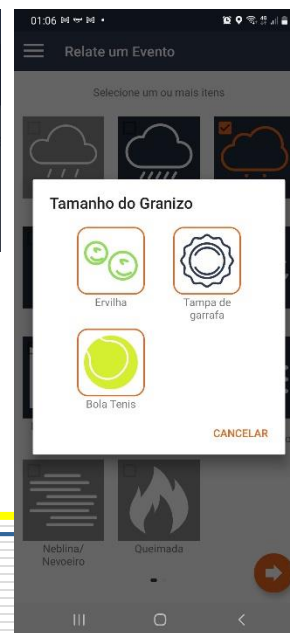 01:06
Relate um Evento
Selecione um ou mais itens
Tamanho do Granizo
Ervilha
Tampa de
garrafa
Bola Tenis
CANCELAR
Neblina/
Nevoeiro
Queimada